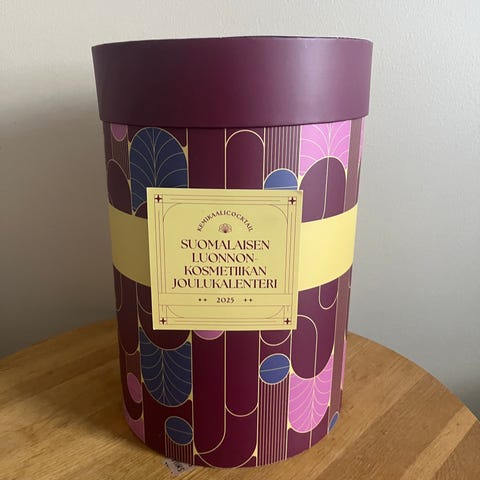 KEMIKAALICOCKTAIL
SUOMALAISEN
LUONNON-
KOSMETIIKAN
JOULUKALENTERI
2025